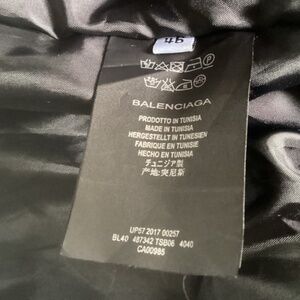 46
BALENCIAGA
PRODOTTO IN TUNISIA
MADE IN TUNISIA
HERGESTELLT IN TUNESIEN
FABRIQUE EN TUNISIE
HECHO EN TUNISIA
チュニジア製
产地:突尼斯
UP57 2017 00257
BL40 487342 TSB06 4040
CA00985